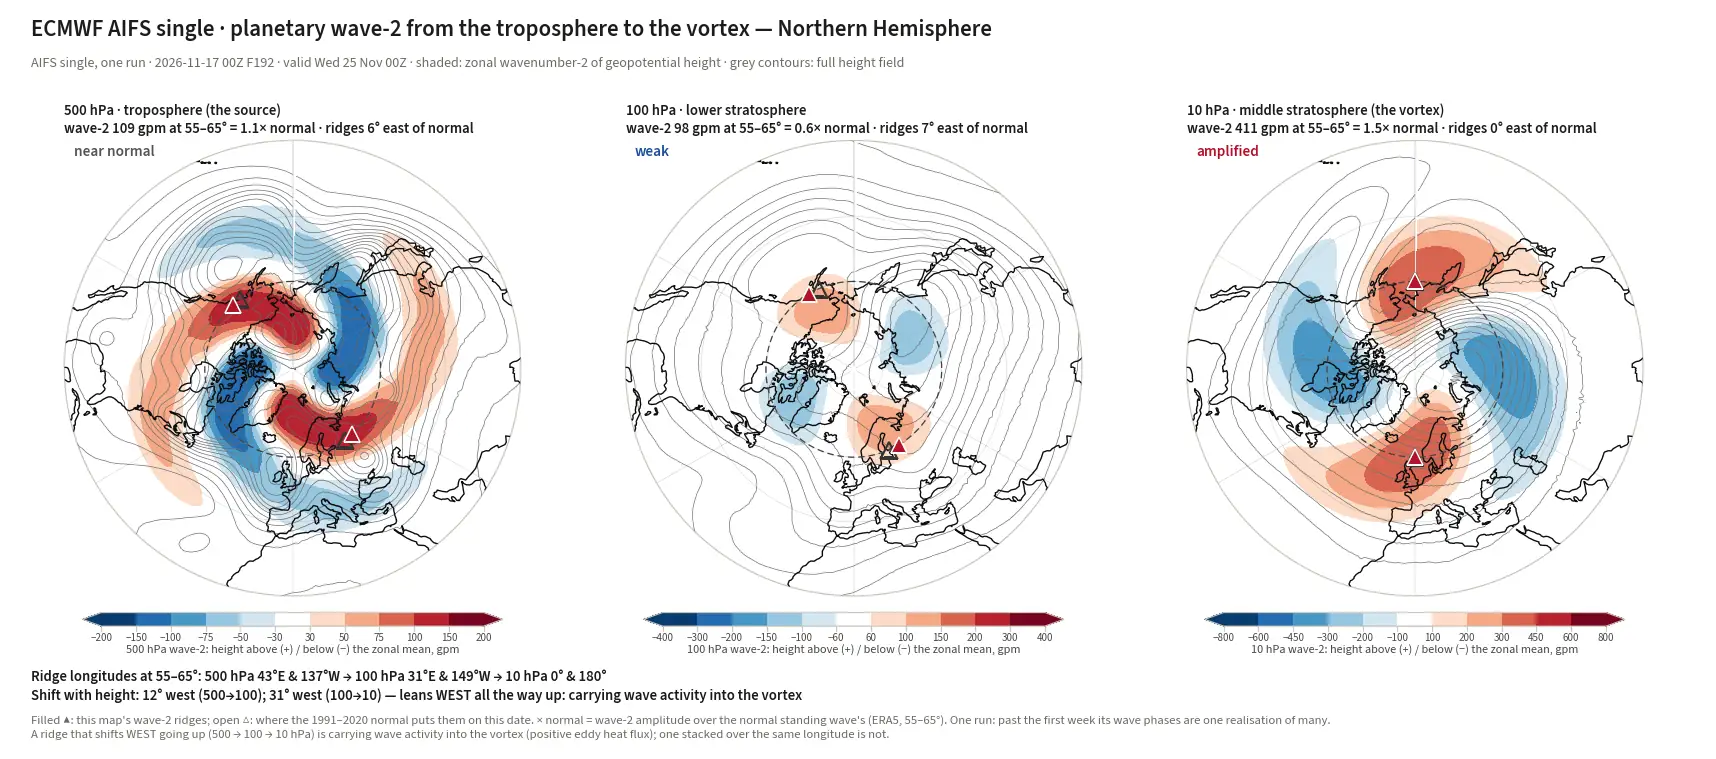 ECMWF AIFS single · planetary wave-2 from the troposphere to the vortex — Northern Hemisphere
AIFS single, one run · 2026-11-17 00Z F192 · valid Wed 25 Nov 00Z · shaded: zonal wavenumber-2 of geopotential height · grey contours: full height field
500 hPa · troposphere (the source)
wave-2 109 gpm at 55–65° = 1.1× normal · ridges 6° east of normal
near normal
100 hPa · lower stratosphere
wave-2 98 gpm at 55–65° = 0.6× normal · ridges 7° east of normal
weak
10 hPa · middle stratosphere (the vortex)
wave-2 411 gpm at 55–65° = 1.5× normal · ridges 0° east of normal
amplified
−200 −150 −100 −75 −50 −30 30 50 75 100 150 200
500 hPa wave-2: height above (+) / below (−) the zonal mean, gpm
−400 −300 −200 −150 −100 −60 60 100 150 200 300 400
100 hPa wave-2: height above (+) / below (−) the zonal mean, gpm
−800 −600 −450 −300 −200 −100 100 200 300 450 600 800
10 hPa wave-2: height above (+) / below (−) the zonal mean, gpm
Ridge longitudes at 55–65°: 500 hPa 43°E & 137°W → 100 hPa 31°E & 149°W → 10 hPa 0° & 180°
Shift with height: 12° west (500→100); 31° west (100→10) — leans WEST all the way up: carrying wave activity into the vortex
Filled ▲: this map's wave-2 ridges; open △: where the 1991–2020 normal puts them on this date. × normal = wave-2 amplitude over the normal standing wave's (ERA5, 55–65°). One run: past the first week its wave phases are one realisation of many.
A ridge that shifts WEST going up (500 → 100 → 10 hPa) is carrying wave activity into the vortex (positive eddy heat flux); one stacked over the same longitude is not.